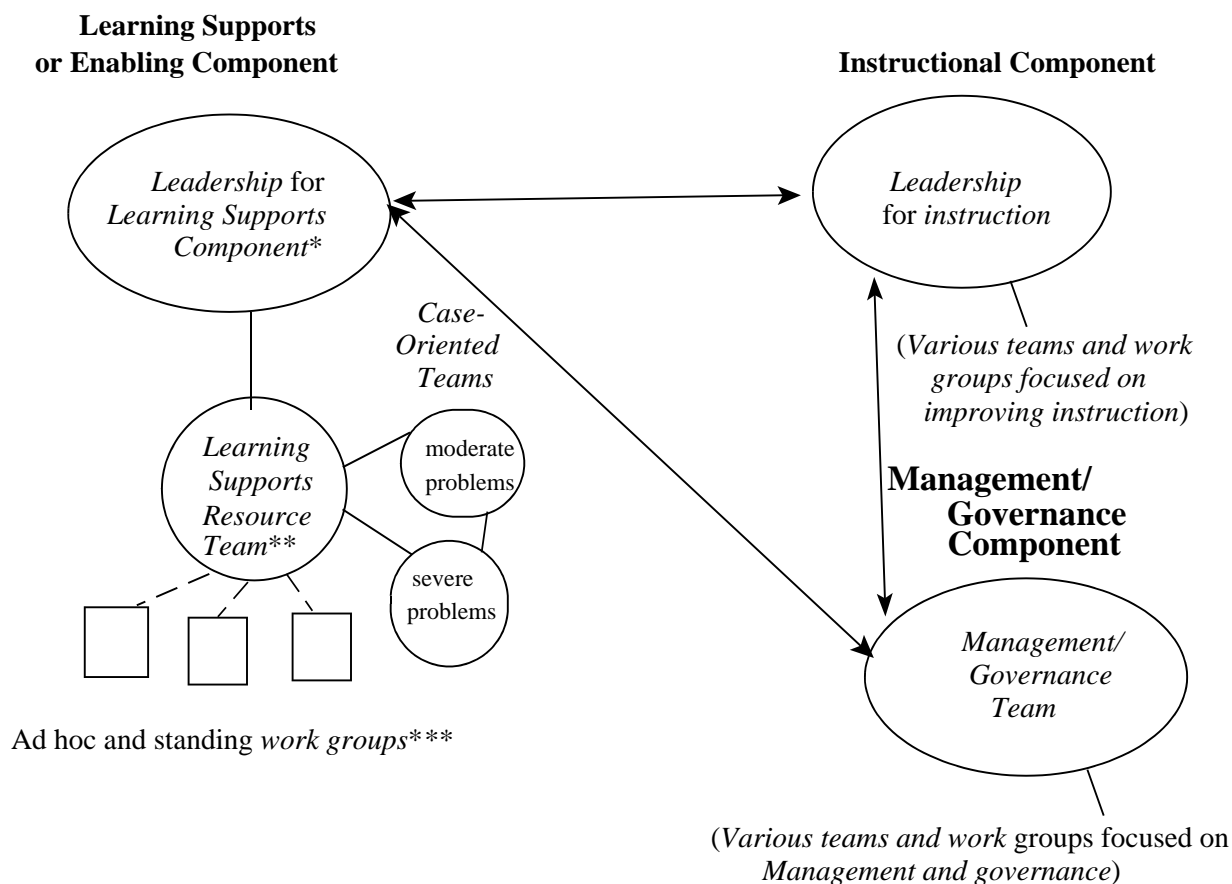 Learning Supports
or Enabling Component
Instructional Component
Leadership for
Learning Supports
Component*
Leadership
for instruction
Case-
Oriented
Teams
(Various teams and work
groups focused on
improving instruction)
Learning
Supports
Resource
Team**
moderate
problems
severe
problems
Management/
Governance
Component
Management/
Governance
Team
Ad hoc and standing work groups***
(Various teams and work groups focused on
Management and governance)